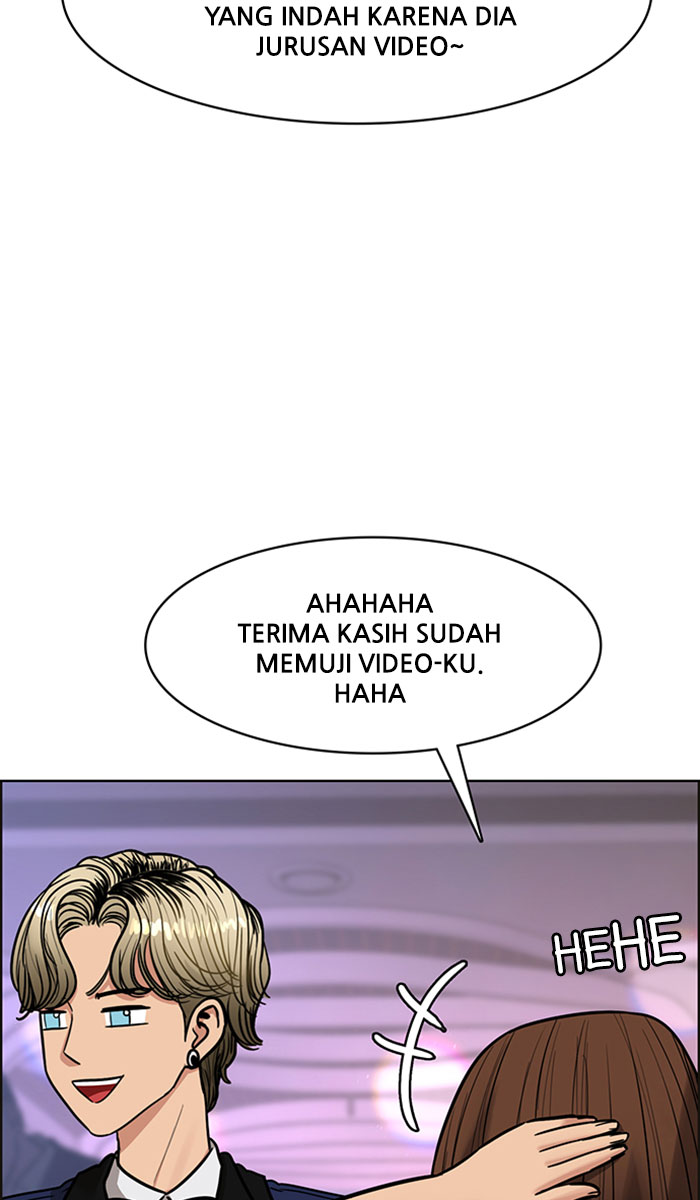 YANG INDAH KARENA DIA
JURUSAN VIDEO~
AHAHAHA
TERIMA KASIH SUDAH
MEMUJI VIDEO-KU.
HAHA
HEHE